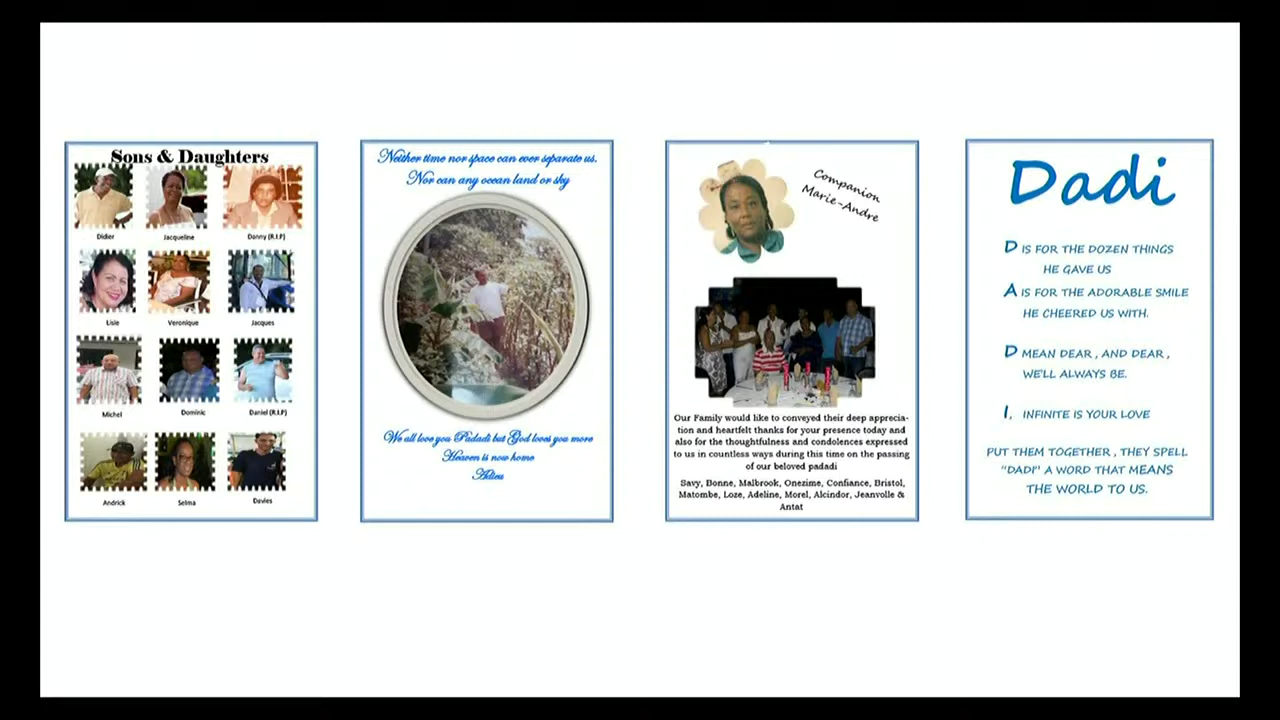 Sons & Daughters
Didier
Jacqueline
Danny (R.I.P)
Lisie
Veronique
Jacques
Michel
Dominic
Daniel (R.I.P)
Andrick
Selma
Davies
Neither time nor space can ever separate us.
Nor can any ocean land or sky
We all love you Padadi but God loves you more
Heaven is now home
Adieu
Companion
Marie-Andre
Our Family would like to conveyed their deep apprecia-
tion and heartfelt thanks for your presence today and
also for the thoughtfulness and condolences expressed
to us in countless ways during this time on the passing
of our beloved padadi
Savy, Bonne, Malbrook, Onezime, Confiance, Bristol,
Matombe, Loze, Adeline, Morel, Alcindor, Jeanvolle &
Antat
Dadi
D IS FOR THE DOZEN THINGS
HE GAVE US
A IS FOR THE ADORABLE SMILE
HE CHEERED US WITH.
D MEAN DEAR , AND DEAR ,
WE'LL ALWAYS BE.
I, INFINITE IS YOUR LOVE
PUT THEM TOGETHER , THEY SPELL
"DADI" A WORD THAT MEANS
THE WORLD TO US.